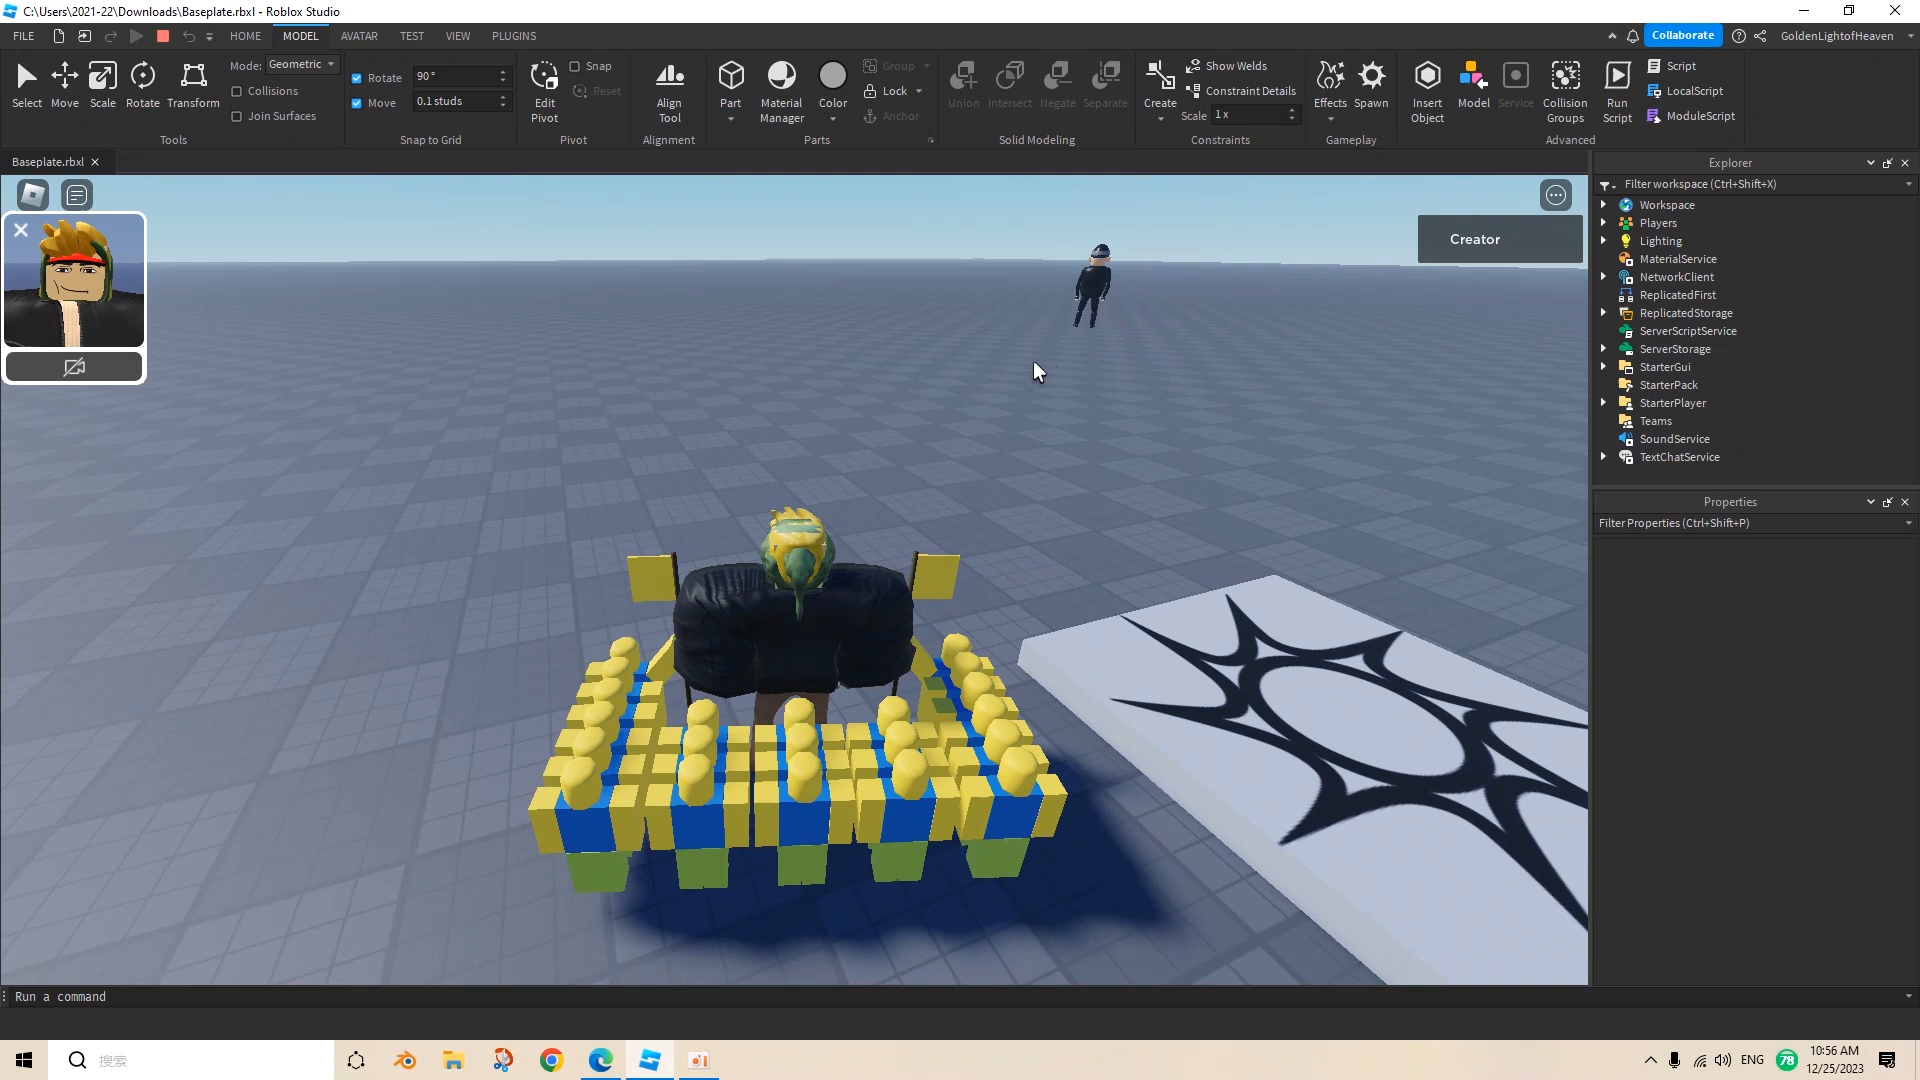 C:\Users\2021-22\Downloads\Baseplate.rbxl - Roblox Studio
FILE HOME MODEL AVATAR TEST VIEW PLUGINS Collaborate GoldenLightofHeaven
Select Move Scale Rotate Transform
Mode: Geometric
Collisions
Join Surfaces
Tools
Rotate 90°
Move 0.1 studs
Snap to Grid
Edit Pivot
Snap
Reset
Pivot
Align Tool
Alignment
Part Material Manager Color
Group
Lock
Anchor
Parts
Union Intersect Negate Separate
Solid Modeling
Create
Show Welds
Constraint Details
Scale 1 x
Constraints
Effects Spawn
Gameplay
Insert Object Model Service Collision Groups Run Script
Script
LocalScript
ModuleScript
Advanced
Baseplate.rbxl
Creator
Explorer
Filter workspace (Ctrl+Shift+X)
Workspace
Players
Lighting
MaterialService
NetworkClient
ReplicatedFirst
ReplicatedStorage
ServerScriptService
ServerStorage
StarterGui
StarterPack
StarterPlayer
Teams
SoundService
TextChatService
Properties
Filter Properties (Ctrl+Shift+P)
Run a command
搜索
ENG
78
10:56 AM
12/25/2023